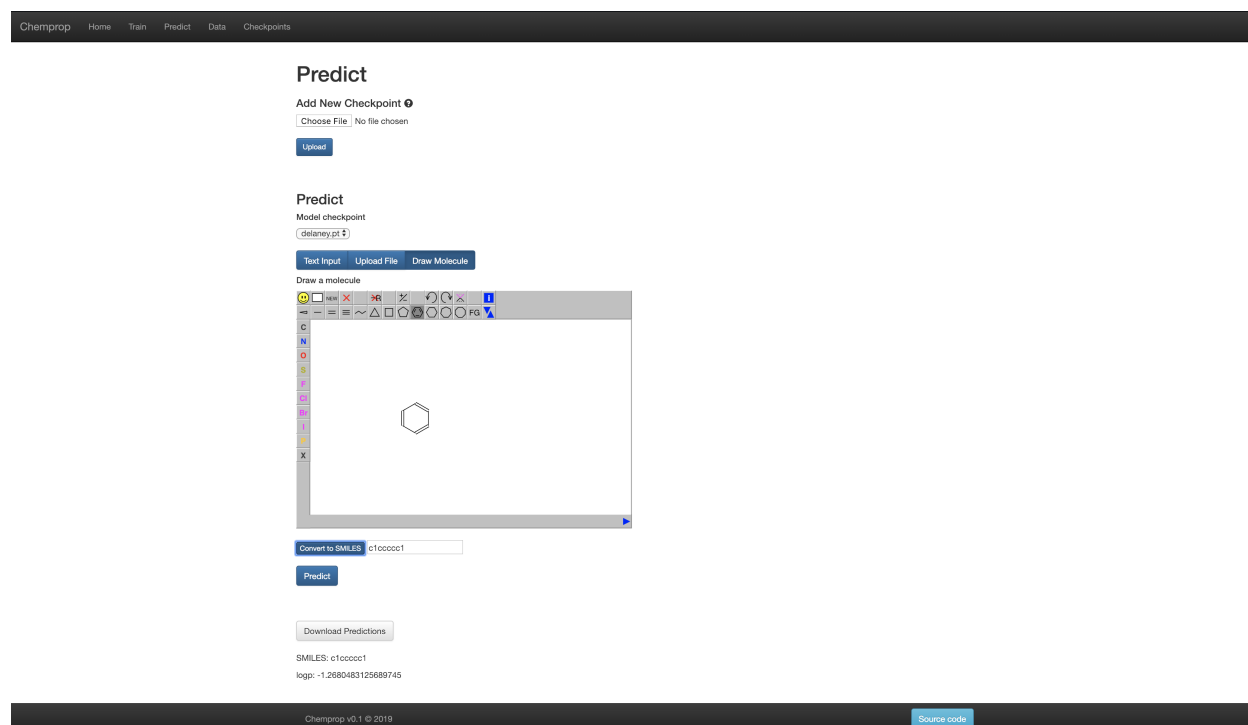 Chemprop Home Train Predict Data Checkpoints
Predict
Add New Checkpoint
Choose File No file chosen
Upload
Predict
Model checkpoint
delaney.pt
Text Input Upload File Draw Molecule
Draw a molecule
NEW R i
FG
C
N
O
S
F
Cl
Br
I
X
Convert to SMILES c1ccccc1
Predict
Download Predictions
SMILES: c1ccccc1
logp: -1.2680483125689745
Chemprop v0.1 © 2019 Source code